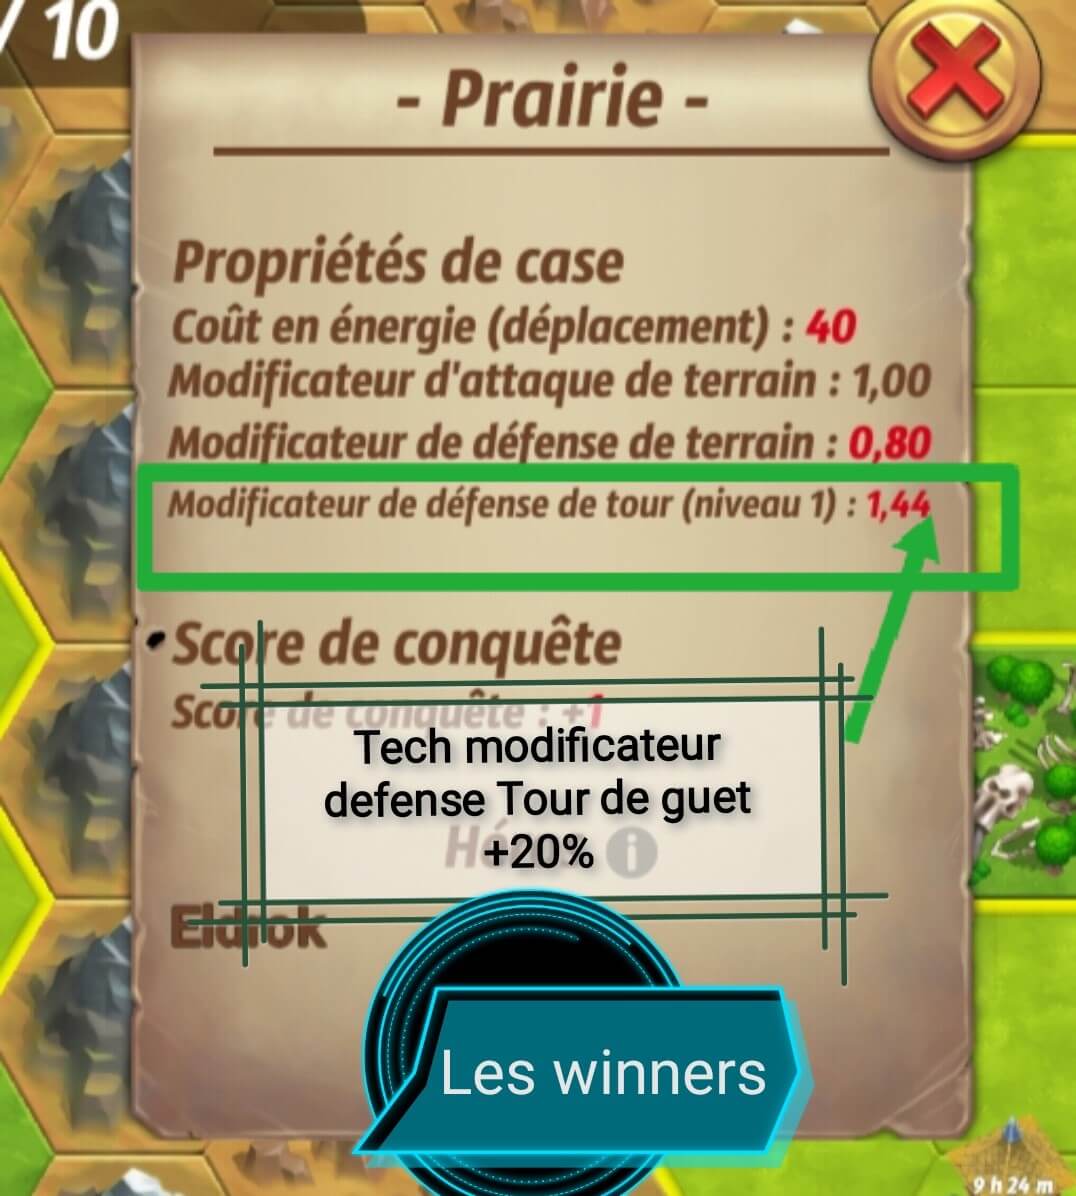 / 10
- Prairie -
Propriétés de case
Coût en énergie (déplacement) : 40
Modificateur d'attaque de terrain : 1,00
Modificateur de défense de terrain : 0,80
Modificateur de défense de tour (niveau 1) : 1,44
Score de conquête
Score de conquête : +1
Tech modificateur
defense Tour de guet
+20%
Eldrok
Les winners
9 h 24 m